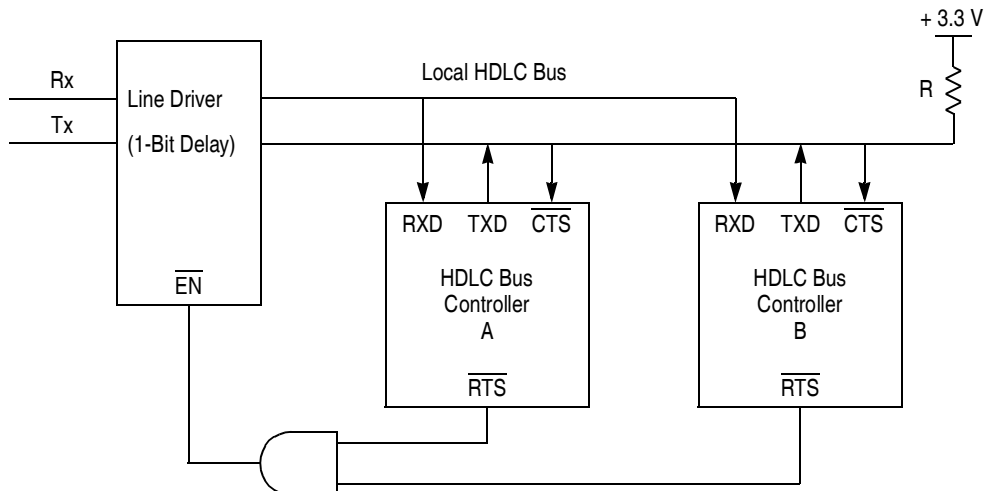 + 3.3 V
Rx
Line Driver
Local HDLC Bus
R
Tx
(1-Bit Delay)
RXD TXD CTS
RXD TXD CTS
EN
HDLC Bus
Controller
A
HDLC Bus
Controller
B
RTS
RTS